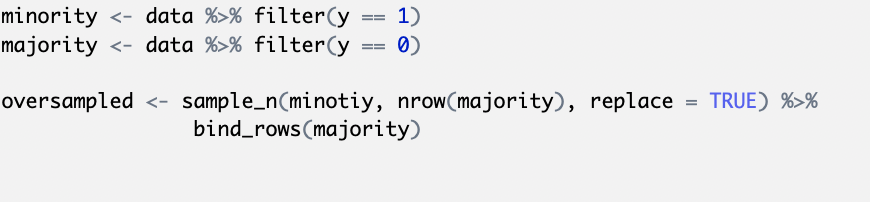 minority <- data %>% filter(y == 1)
majority <- data %>% filter(y == 0)
oversampled <- sample_n(minotiy, nrow(majority), replace = TRUE) %>%
bind_rows(majority)